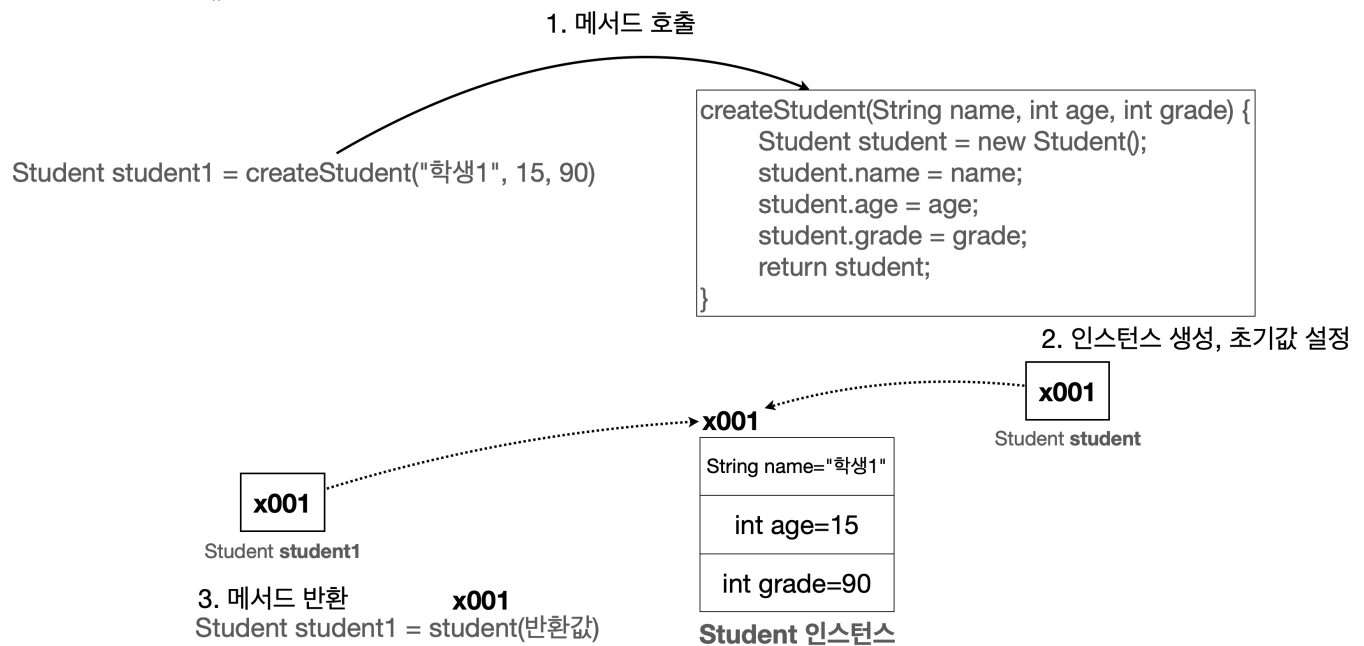 1. 메서드 호출
Student student1 = createStudent("학생1", 15, 90)
createStudent(String name, int age, int grade) {
Student student = new Student();
student.name = name;
student.age = age;
student.grade = grade;
return student;
}
2. 인스턴스 생성, 초기값 설정
x001
Student student
x001
String name="학생1"
int age=15
int grade=90
Student 인스턴스
x001
Student student1
3. 메서드 반환 x001
Student student1 = student(반환값)